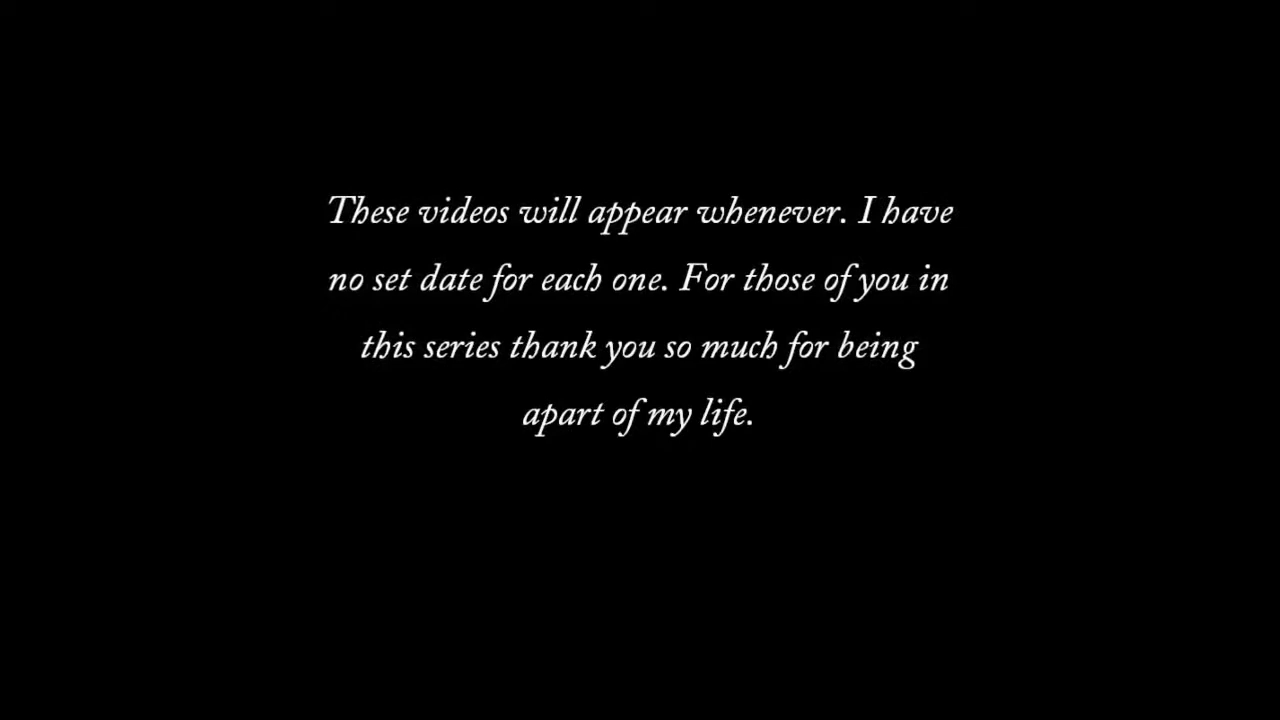 These videos will appear whenever. I have
no set date for each one. For those of you in
this series thank you so much for being
apart of my life.